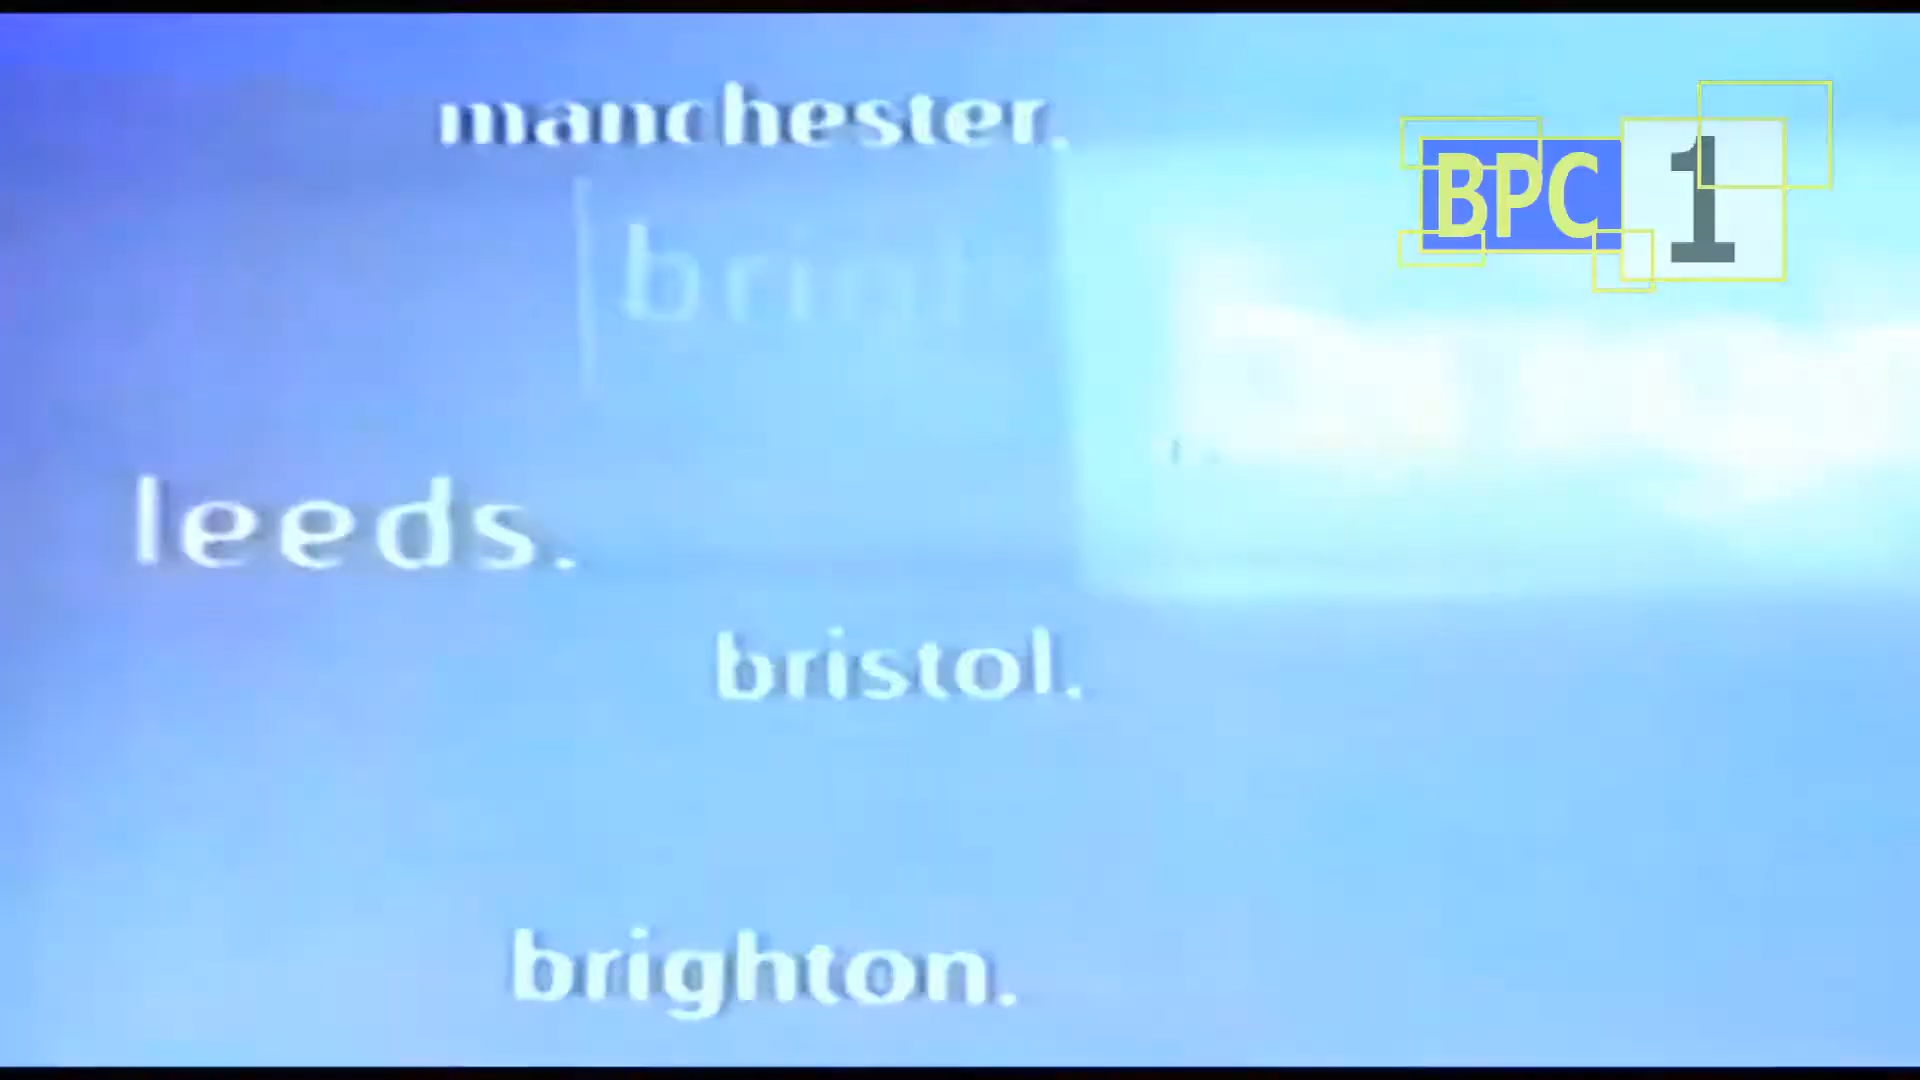 manchester.
BPC 1
leeds.
bristol.
brighton.